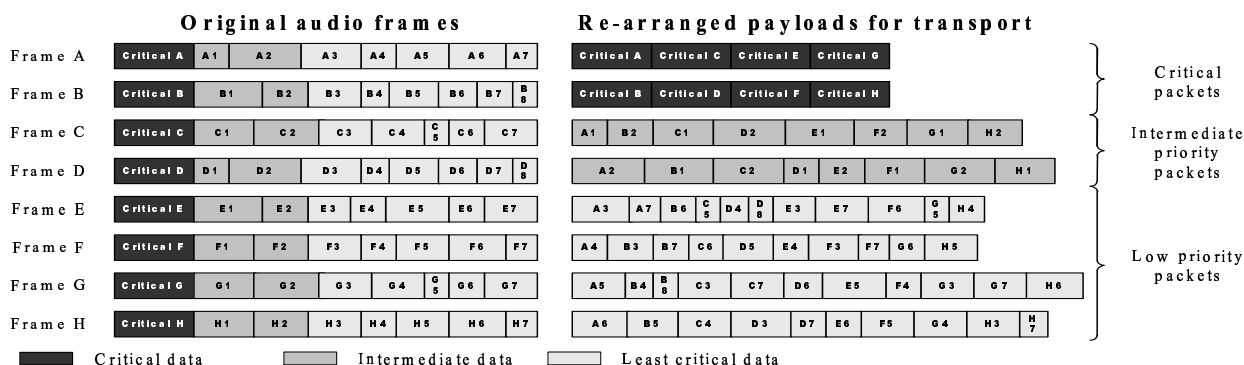 Original audio frames
Re-arranged payloads for transport
Frame A
Critical A A1 A2 A3 A4 A5 A6 A7
Critical A Critical C Critical E Critical G
Frame B
Critical B B1 B2 B3 B4 B5 B6 B7 B8
Critical B Critical D Critical F Critical H
Critical packets
Frame C
Critical C C1 C2 C3 C4 C5 C6 C7
A1 B2 C1 D2 E1 F2 G1 H2
Frame D
Critical D D1 D2 D3 D4 D5 D6 D7 D8
A2 B1 C2 D1 E2 F1 G2 H1
Intermediate priority packets
Frame E
Critical E E1 E2 E3 E4 E5 E6 E7
A3 A7 B6 C5 D4 D8 E3 E7 F6 G5 H4
Frame F
Critical F F1 F2 F3 F4 F5 F6 F7
A4 B3 B7 C6 D5 E4 F3 F7 G6 H5
Frame G
Critical G G1 G2 G3 G4 G5 G6 G7
A5 B4 B8 C3 C7 D6 E5 F4 G3 G7 H6
Frame H
Critical H H1 H2 H3 H4 H5 H6 H7
A6 B5 C4 D3 D7 E6 F5 G4 H3 H7
Low priority packets
Critical data
Intermediate data
Least critical data